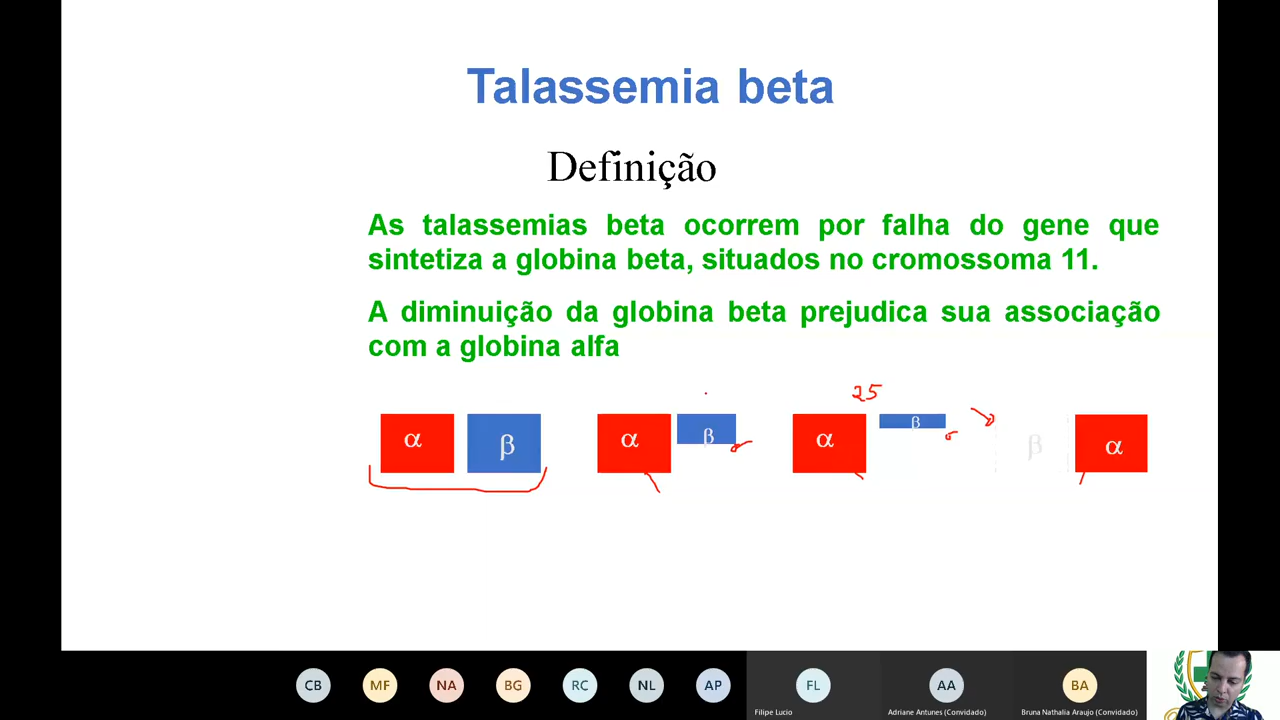 Talassemia beta
Definição
As talassemias beta ocorrem por falha do gene que
sintetiza a globina beta, situados no cromossoma 11.
A diminuição da globina beta prejudica sua associação
com a globina alfa
25
α β α β α β β α
CB MF NA BG RC NL AP FL AA BA
Filipe Lucio Adriane Antunes (Convidado) Bruna Nathalia Araujo (Convidado)